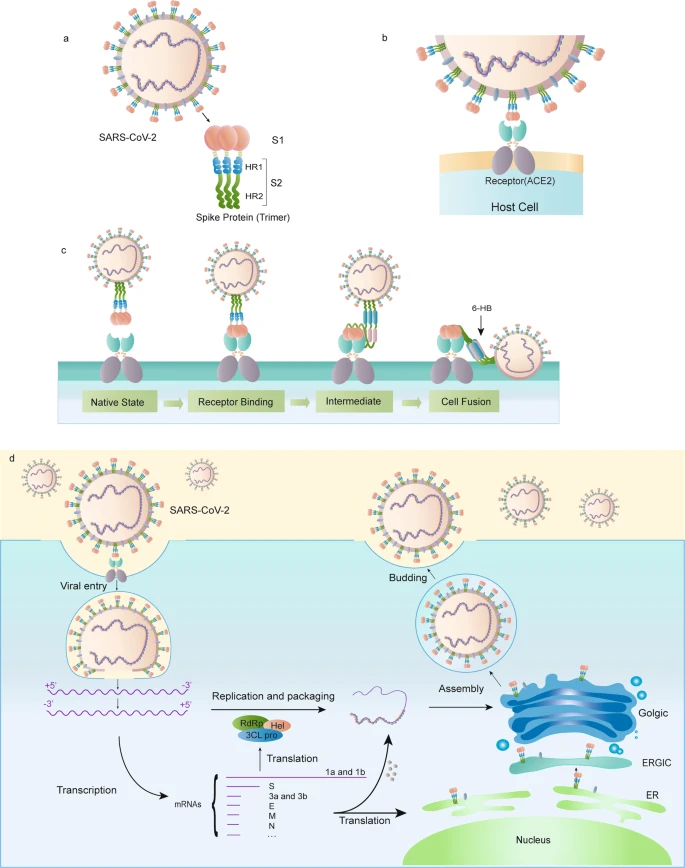 a
SARS-CoV-2
S1
HR1
S2
HR2
Spike Protein (Trimer)
b
Receptor(ACE2)
Host Cell
c
6-HB
Native State
Receptor Binding
Intermediate
Cell Fusion
d
SARS-CoV-2
Viral entry
Budding
+5' -3'
-3' +5'
Replication and packaging
Assembly
Golgic
RdRp
Hel
3CL pro
Translation
ERGIC
1a and 1b
S
3a and 3b
E
M
N
...
Transcription
mRNAs
Translation
ER
Nucleus